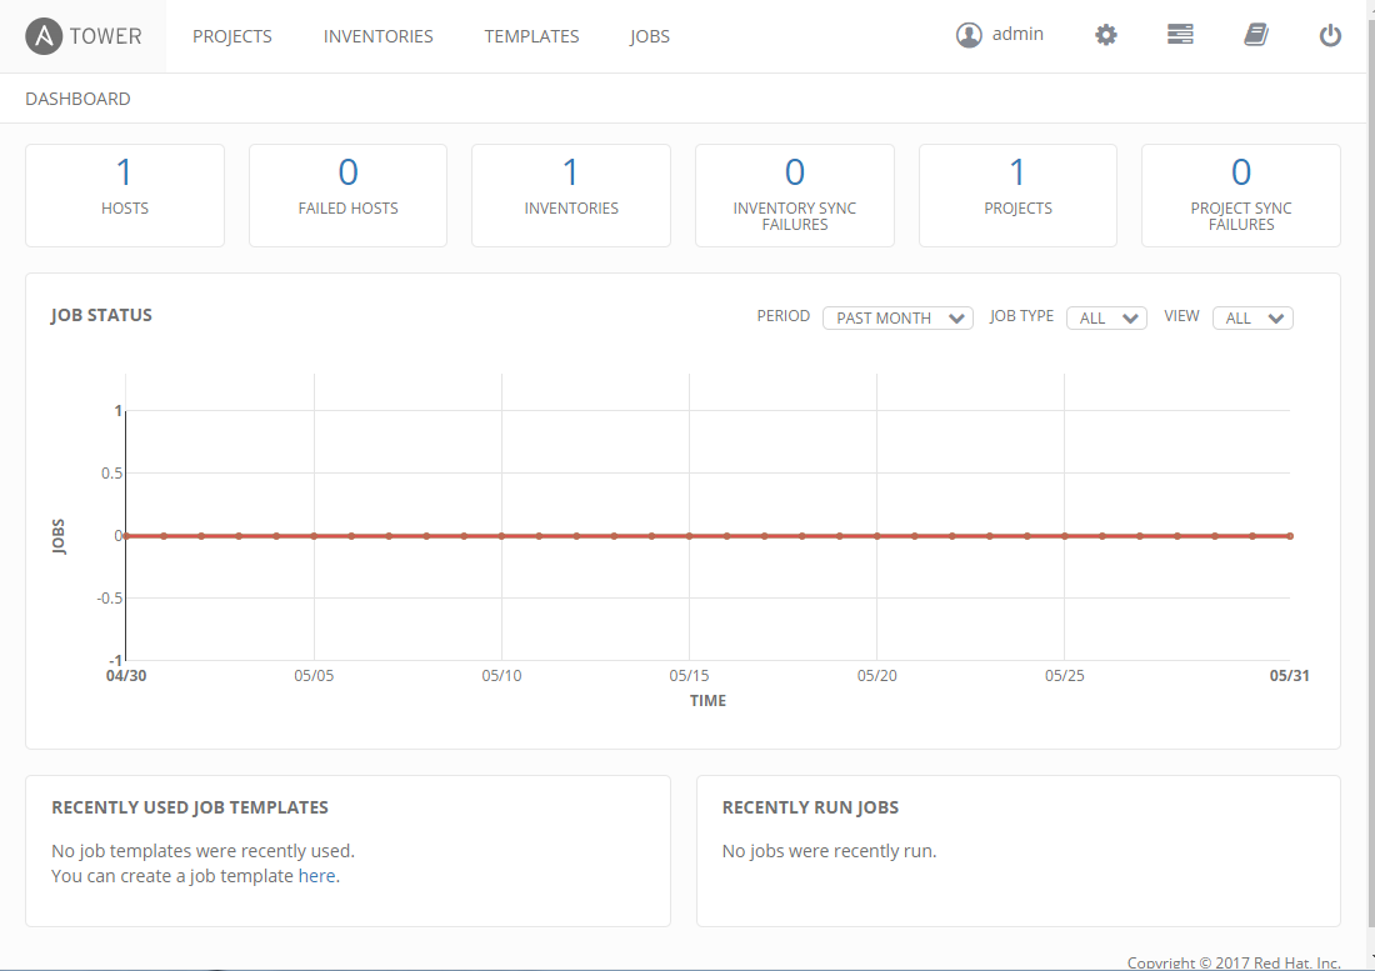 TOWER PROJECTS INVENTORIES TEMPLATES JOBS admin
DASHBOARD
1 0 1 0 1 0
HOSTS FAILED HOSTS INVENTORIES INVENTORY SYNC PROJECTS PROJECT SYNC
FAILURES FAILURES
JOB STATUS PERIOD PAST MONTH JOB TYPE ALL VIEW ALL
1
0.5
0
-0.5
-1
JOBS
04/30 05/05 05/10 05/15 05/20 05/25 05/31
TIME
RECENTLY USED JOB TEMPLATES
No job templates were recently used.
You can create a job template here.
RECENTLY RUN JOBS
No jobs were recently run.
Copyright © 2017 Red Hat, Inc.